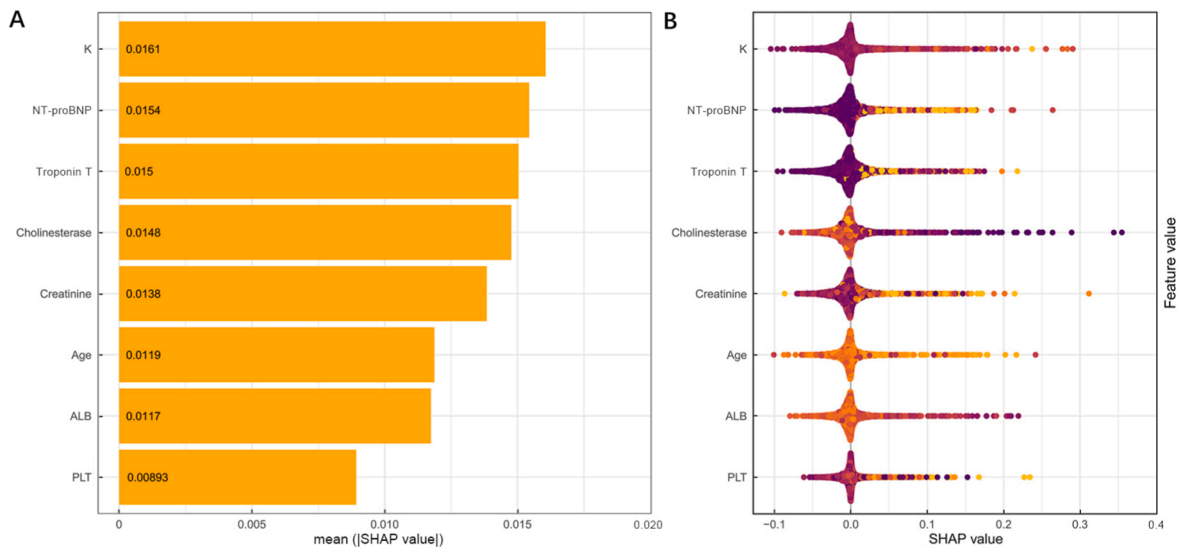 A
K
0.0161
NT-proBNP
0.0154
Troponin T
0.015
Cholinesterase
0.0148
Creatinine
0.0138
Age
0.0119
ALB
0.0117
PLT
0.00893
0
0.005
0.010
0.015
0.020
mean (|SHAP value|)
B
K
NT-proBNP
Troponin T
Cholinesterase
Creatinine
Age
ALB
PLT
−0.1
0.0
0.1
0.2
0.3
0.4
SHAP value
Feature value